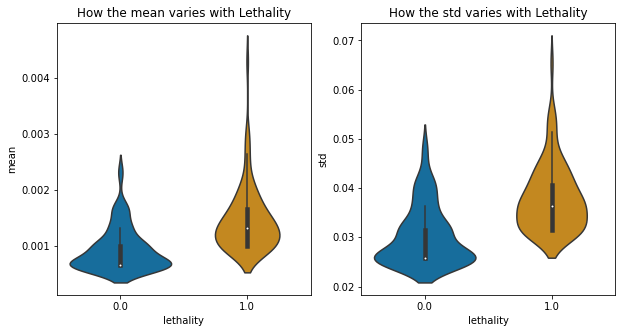 How the mean varies with Lethality
How the std varies with Lethality
0.004
0.003
0.002
0.001
mean
0.0
1.0
lethality
0.07
0.06
0.05
0.04
0.03
0.02
std
0.0
1.0
lethality